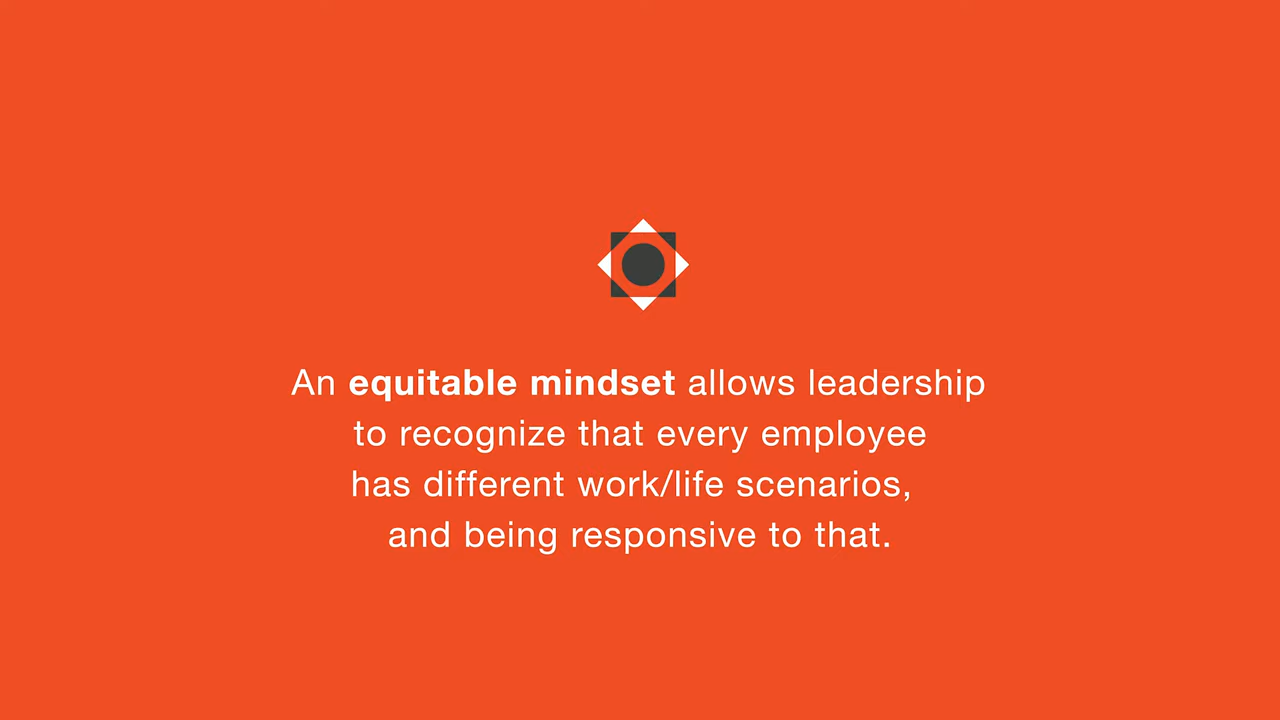 An equitable mindset allows leadership
to recognize that every employee
has different work/life scenarios,
and being responsive to that.